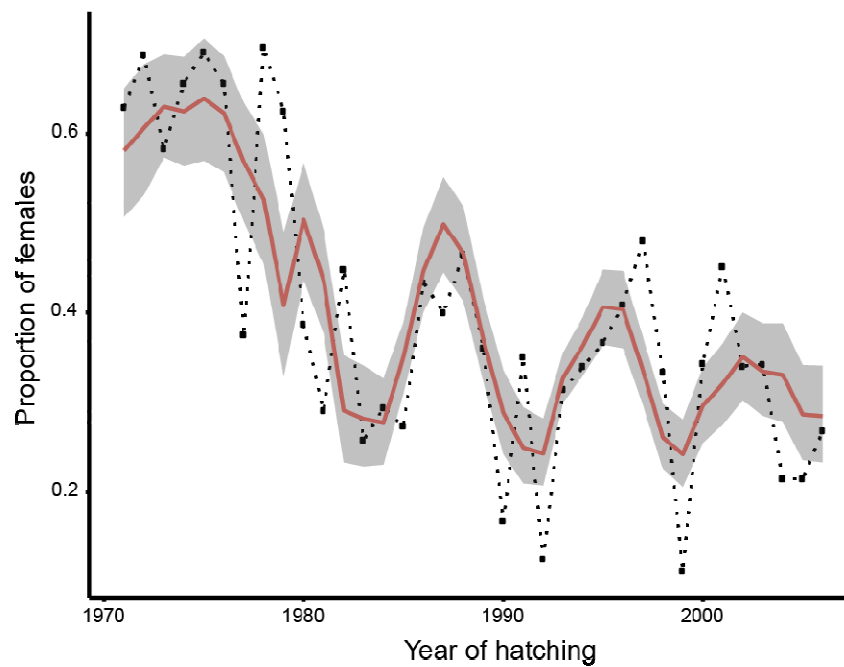 Proportion of females
0.6
0.4
0.2
1970 1980 1990 2000
Year of hatching